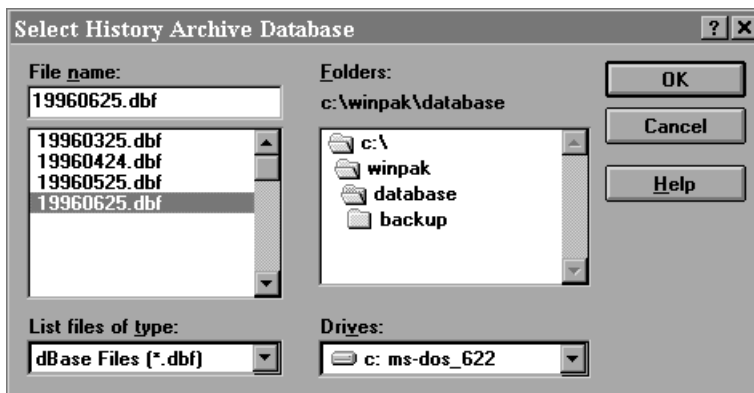 Select History Archive Database
? X
File name:
19960625.dbf
19960325.dbf
19960424.dbf
19960525.dbf
19960625.dbf
List files of type:
dBase Files (*.dbf)
Folders:
c:\winpak\database
c:\
winpak
database
backup
Drives:
c: ms-dos_622
OK
Cancel
Help